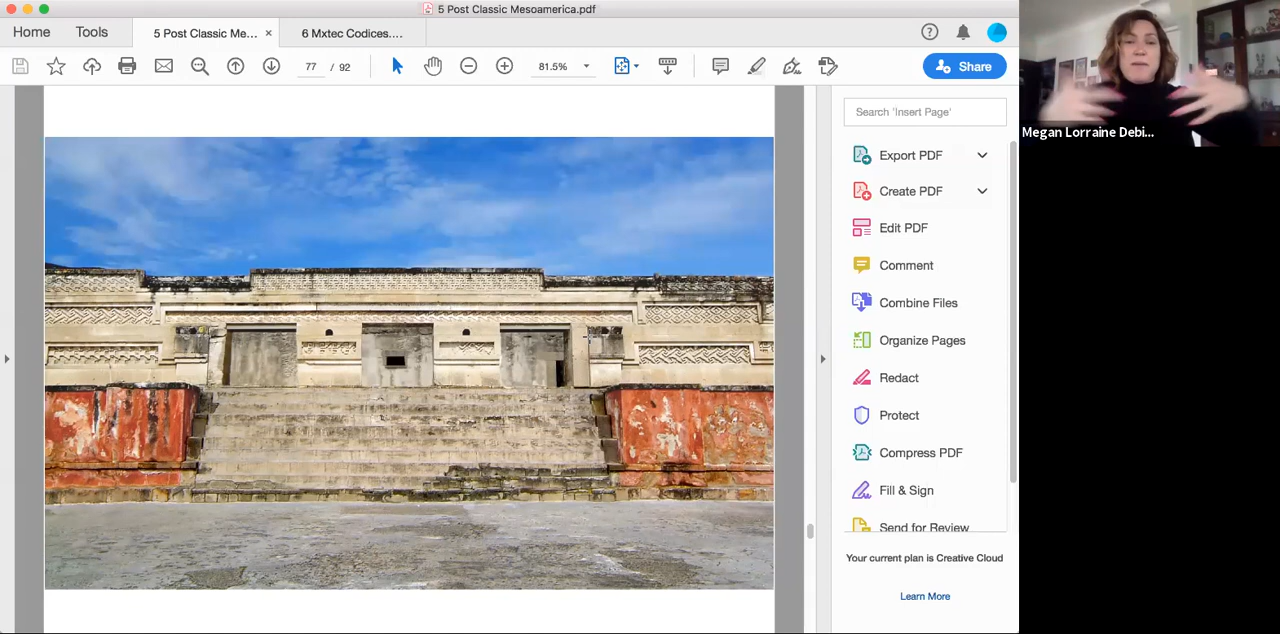 5 Post Classic Mesoamerica.pdf
Home
Tools
5 Post Classic Me... ×
6 Mxtec Codices....
77 / 92
81.5%
Share
Search 'Insert Page'
Export PDF
Create PDF
Edit PDF
Comment
Combine Files
Organize Pages
Redact
Protect
Compress PDF
Fill & Sign
Send for Review
Your current plan is Creative Cloud
Learn More
Megan Lorraine Debi...